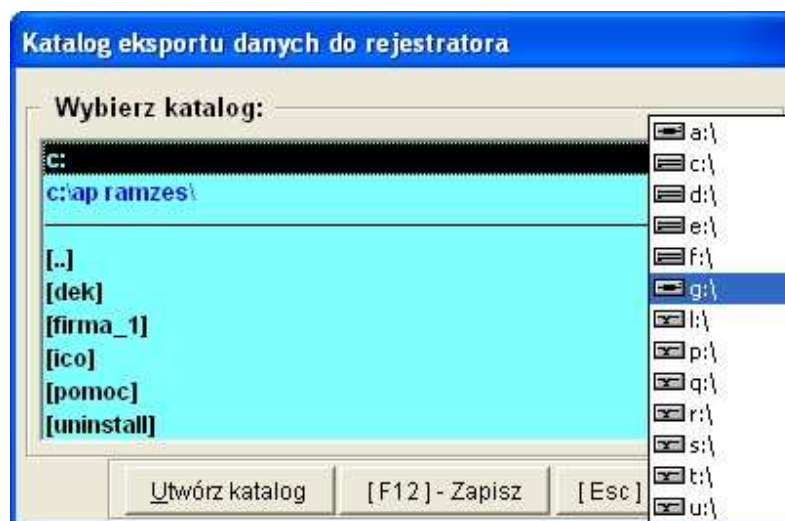 Katalog eksportu danych do rejestratora
Wybierz katalog:
c:
c:\ap ramzes\
[..]
[dek]
[firma_1]
[ico]
[pomoc]
[uninstall]
a:\
c:\
d:\
e:\
f:\
g:\
l:\
p:\
q:\
r:\
s:\
t:\
u:\
Utwórz katalog
[ F12 ] - Zapisz
[ Esc ]